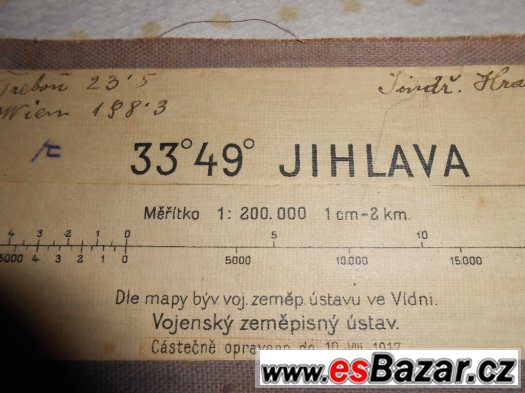 Třeboň 23'5
Wien 198'3
Jindř. Hra
33°49° JIHLAVA
Měřítko 1: 200.000 1 cm-2 km.
4 3 2 1 0 5 10
5000 4 3 2 1 0 5000 10.000 15.000
Dle mapy býv. voj. zeměp. ústavu ve Vídni.
Vojenský zeměpisný ústav.
Částečně opraveno do 10.VIII.1917
www.esBazar.cz